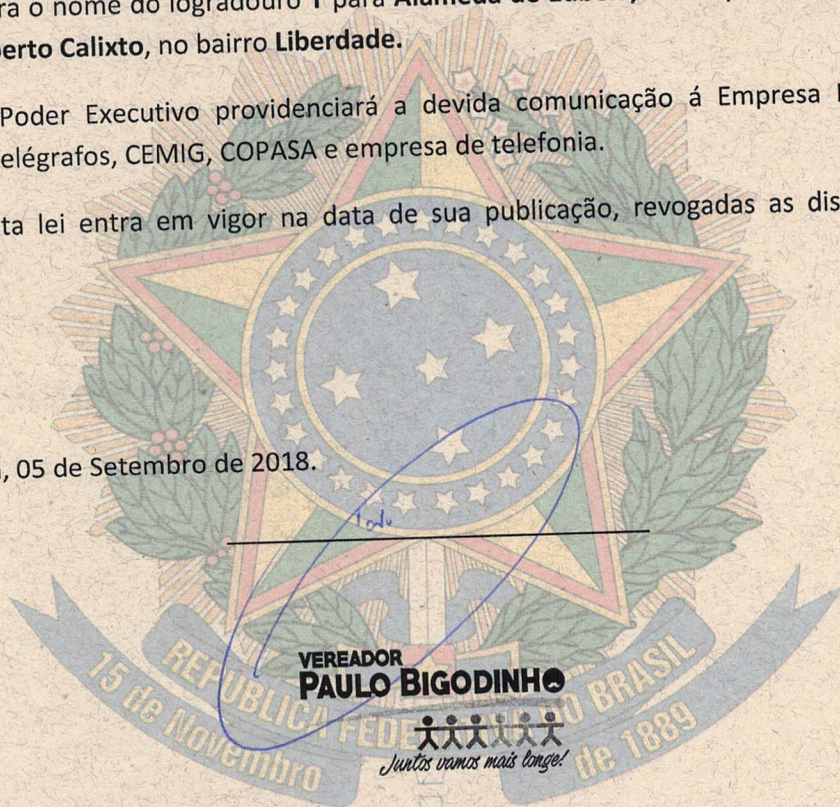 ra o nome do logradouro 1 para Alameda
erto Calixto, no bairro Liberdade.
Poder Executivo providenciará a devida comunicação á Empresa
elégrafos, CEMIG, COPASA e empresa de telefonia.
ta lei entra em vigor na data de sua publicação, revogadas as dis
, 05 de Setembro de 2018.
VEREADOR
PAULO BIGODINHO
Juntos vamos mais longe!
REPÚBLICA FEDE DO BRASIL
15 de Novembro de 1889